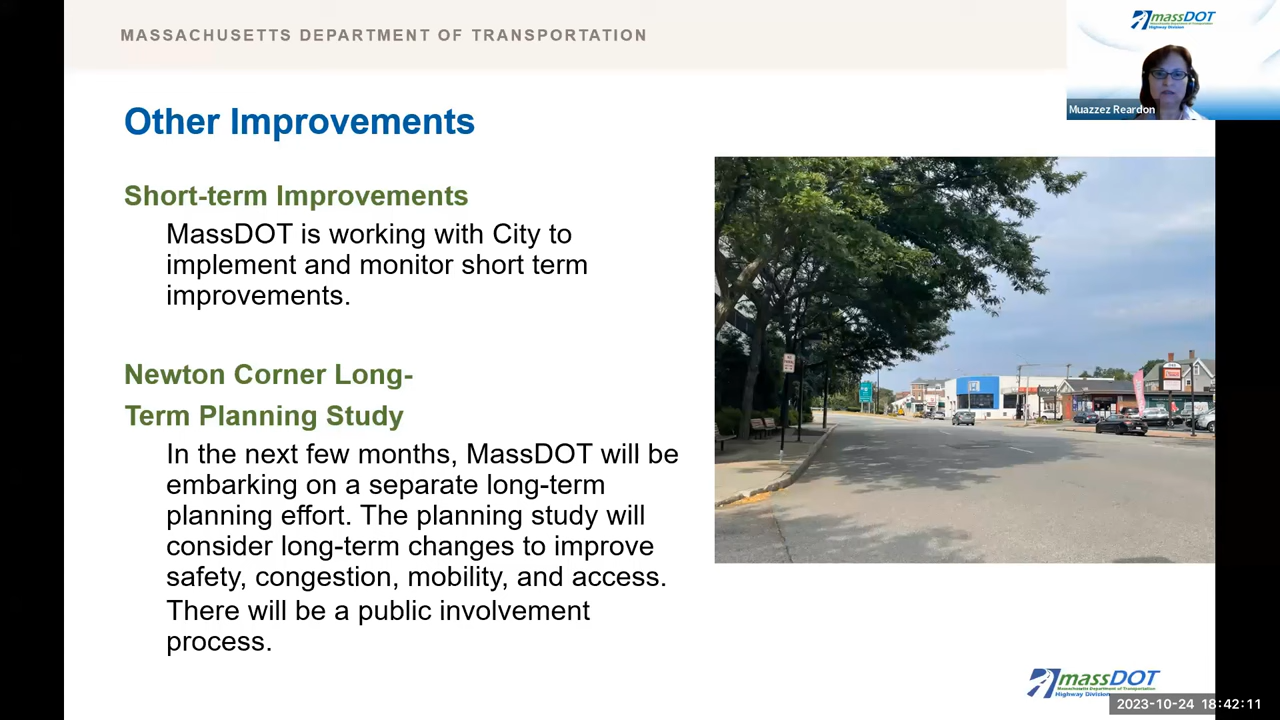 MASSACHUSETTS DEPARTMENT OF TRANSPORTATION
massDOT
Massachusetts Department of Transportation
Highway Division
Muazzez Reardon
Other Improvements
Short-term Improvements
MassDOT is working with City to
implement and monitor short term
improvements.
Newton Corner Long-
Term Planning Study
In the next few months, MassDOT will be
embarking on a separate long-term
planning effort. The planning study will
consider long-term changes to improve
safety, congestion, mobility, and access.
There will be a public involvement
process.
massDOT
Massachusetts Department of Transportation
Highway Division
2023-10-24 18:42:11